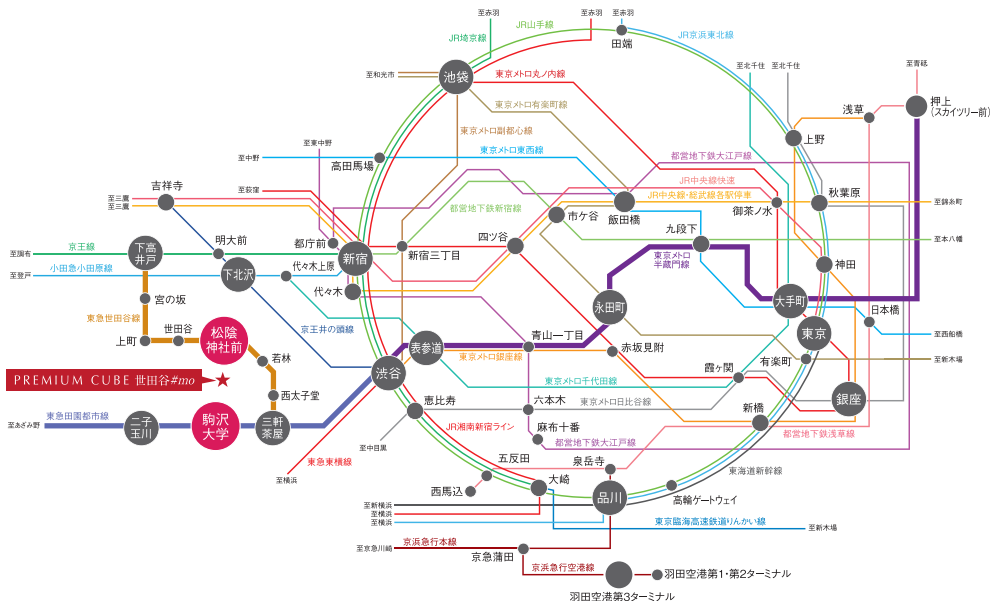 至赤羽
至赤羽
至赤羽
JR山手線
JR埼京線
JR京浜東北線
田端
至和光市
池袋
東京メトロ丸ノ内線
至北千住
至北千住
至青砥
東京メトロ有楽町線
浅草
押上
(スカイツリー前)
東京メトロ副都心線
至東中野
上野
至中野
高田馬場
東京メトロ東西線
都営地下鉄大江戸線
吉祥寺
至荻窪
JR中央線快速
JR中央線・総武線各駅停車
秋葉原
至三鷹
至三鷹
都営地下鉄新宿線
市ケ谷
飯田橋
御茶ノ水
至錦糸町
下高
井戸
明大前
都庁前
四ツ谷
九段下
至本八幡
京王線
至調布
新宿
新宿三丁目
東京メトロ
半蔵門線
神田
小田急小田原線
至登戸
下北沢
代々木上原
代々木
宮の坂
永田町
大手町
日本橋
東急世田谷線
世田谷
松陰
神社前
京王井の頭線
東京
至西船橋
上町
表参道
青山一丁目
赤坂見附
若林
東京メトロ銀座線
有楽町
至新木場
PREMIUM CUBE 世田谷#mo
渋谷
霞ヶ関
東京メトロ千代田線
西太子堂
恵比寿
六本木
東京メトロ日比谷線
新橋
銀座
東急田園都市線
至あざみ野
二子
玉川
駒沢
大学
三軒
茶屋
JR湘南新宿ライン
麻布十番
都営地下鉄大江戸線
都営地下鉄浅草線
至中目黒
東急東横線
五反田
泉岳寺
東海道新幹線
至横浜
西馬込
大崎
品川
高輪ゲートウェイ
至新横浜
至横浜
至横浜
東京臨海高速鉄道りんかい線
至新木場
京浜急行本線
至京急川崎
京急蒲田
京浜急行空港線
羽田空港第1・第2ターミナル
羽田空港第3ターミナル